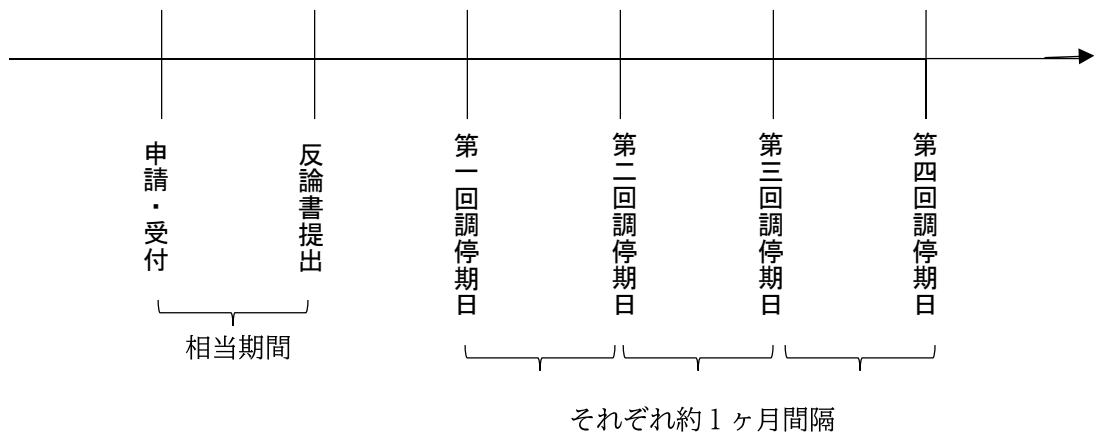 申請・受付
反論書提出
第一回調停期日
第二回調停期日
第三回調停期日
第四回調停期日
相当期間
それぞれ約１ヶ月間隔